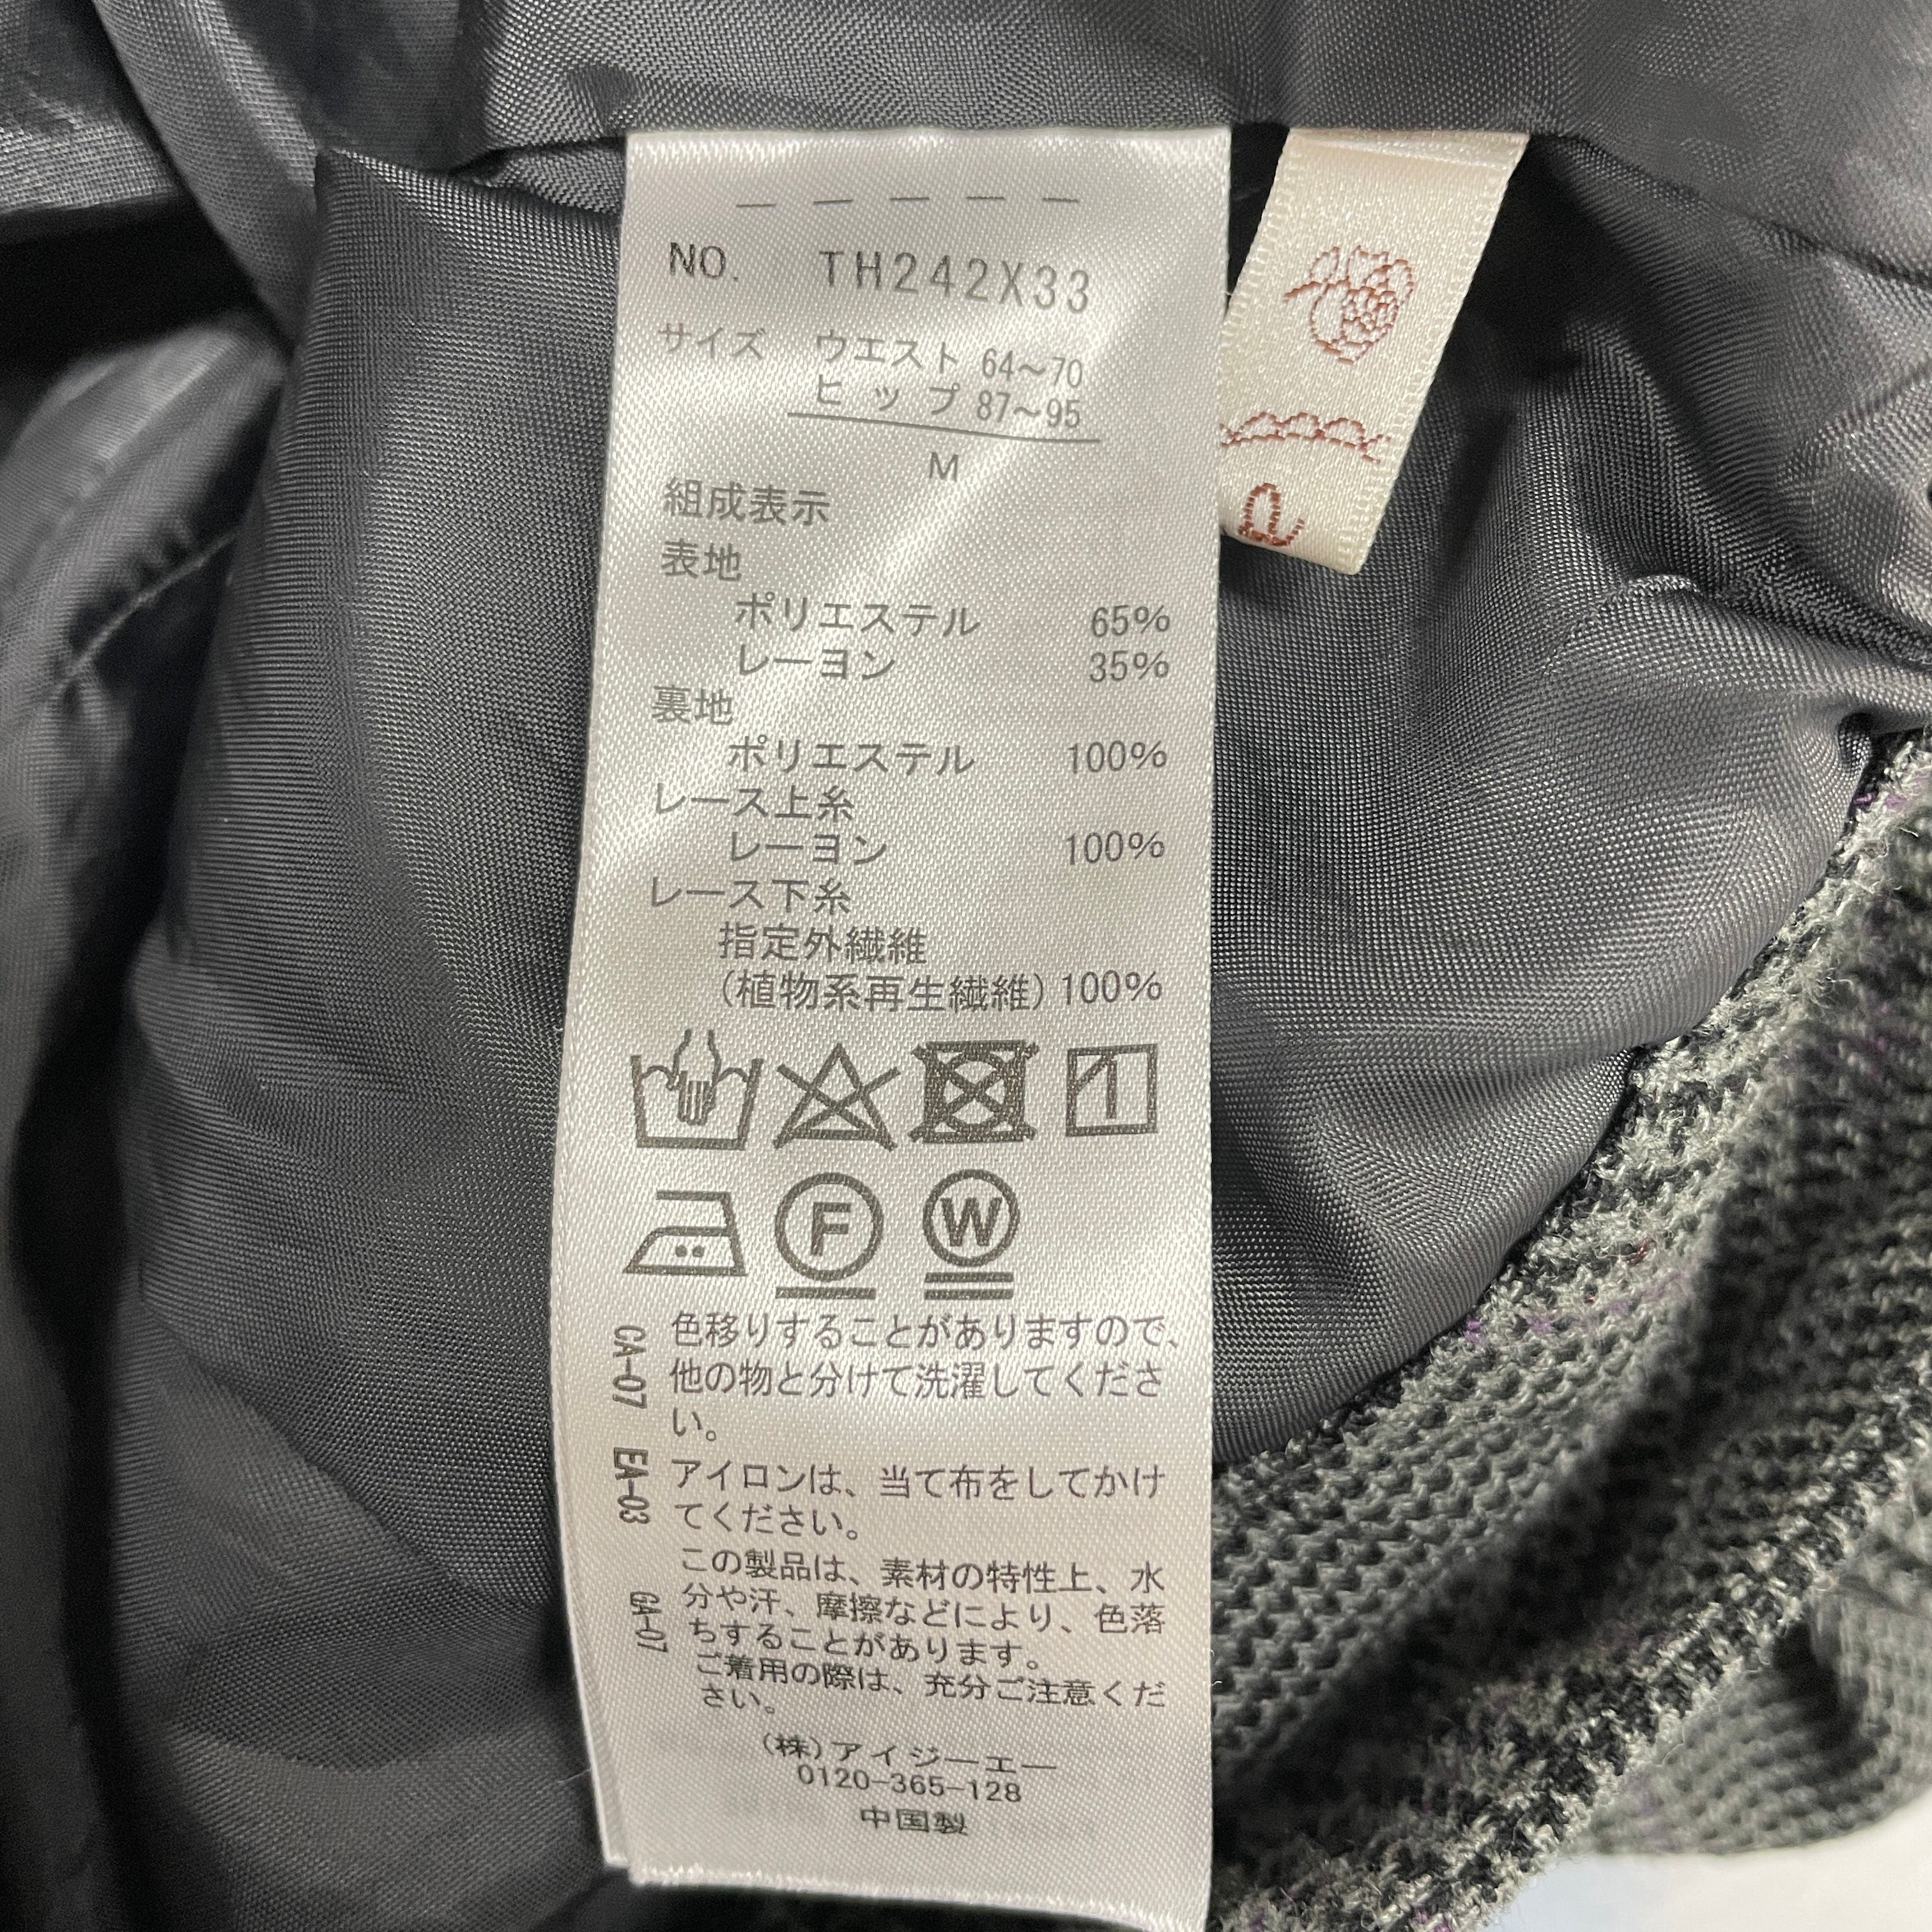 NO. TH242X33
サイズ ウエスト 64～70
ヒップ 87～95
M
組成表示
表地
ポリエステル 65%
レーヨン 35%
裏地
ポリエステル 100%
レース上糸
レーヨン 100%
レース下糸
指定外繊維
(植物系再生繊維) 100%
F W
CA-07 色移りすることがありますので、
他の物と分けて洗濯してくださ
い。
EA-03 アイロンは、当て布をしてかけ
てください。
GA-07 この製品は、素材の特性上、水
分や汗、摩擦などにより、色落
ちすることがあります。
ご着用の際は、充分ご注意くだ
さい。
(株)アイジーエー
0120-365-128
中国製